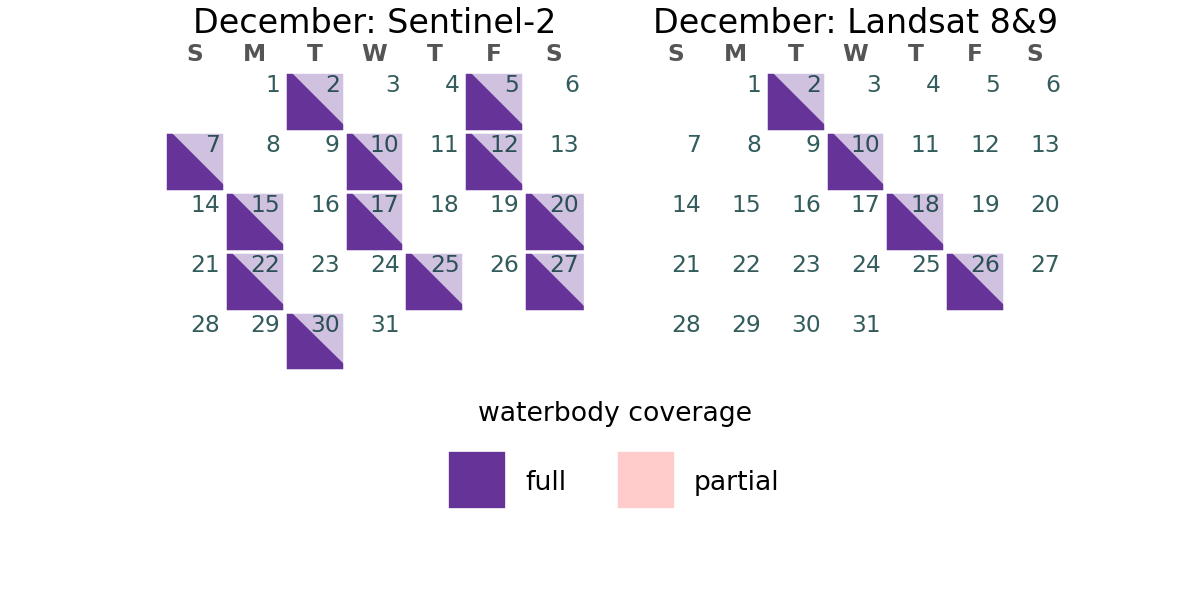 December: Sentinel-2
S M T W T F S
1 2 3 4 5 6
7 8 9 10 11 12 13
14 15 16 17 18 19 20
21 22 23 24 25 26 27
28 29 30 31
December: Landsat 8&9
S M T W T F S
1 2 3 4 5 6
7 8 9 10 11 12 13
14 15 16 17 18 19 20
21 22 23 24 25 26 27
28 29 30 31
waterbody coverage
full partial